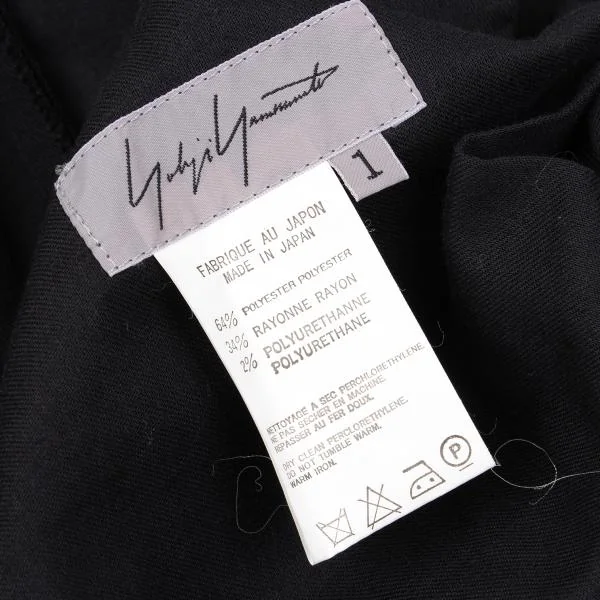 Yohji Yamamoto
1
FABRIQUE AU JAPON
MADE IN JAPAN
64% POLYESTER POLYESTER
34% RAYONNE RAYON
2% POLYURETHANNE
POLYURETHANE
NETTOYAGE A SEC PERCHLORETHYLENE.
NE PAS SECHER EN MACHINE.
REPASSER AU FER DOUX.
DRY CLEAN PERCLORETHYLENE.
DO NOT TUMBLE WARM.
WARM IRON.
P